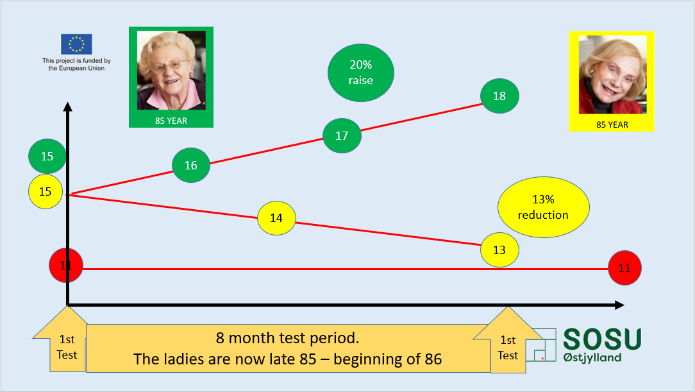 This project is funded by
the European Union
85 YEAR
20%
raise
85 YEAR
18
17
16
15
15
14
13%
reduction
13
11
11
1st
Test
8 month test period.
The ladies are now late 85 – beginning of 86
1st
Test
SOSU
Østjylland